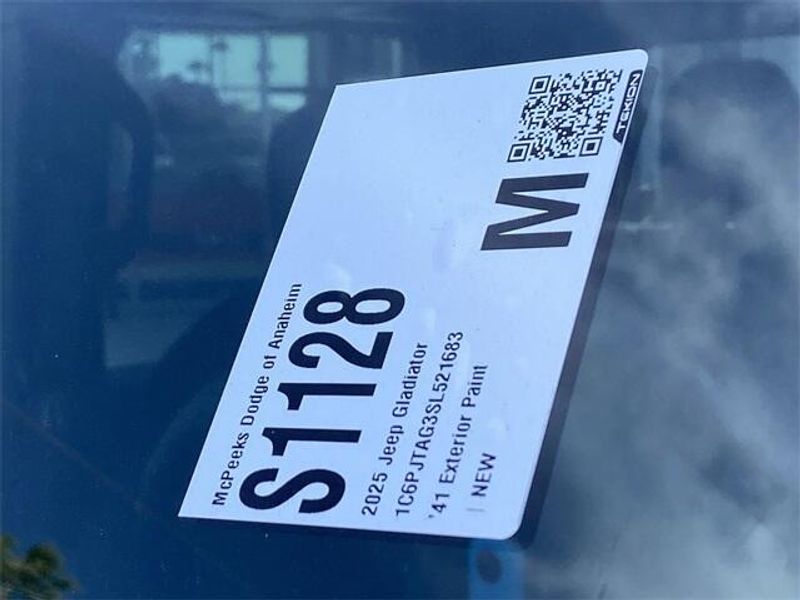 McPeeks Dodge of Anaheim
S1128
2025 Jeep Gladiator
1C6PJTAG3SL521683
'41 Exterior Paint
| NEW
M
TEKION